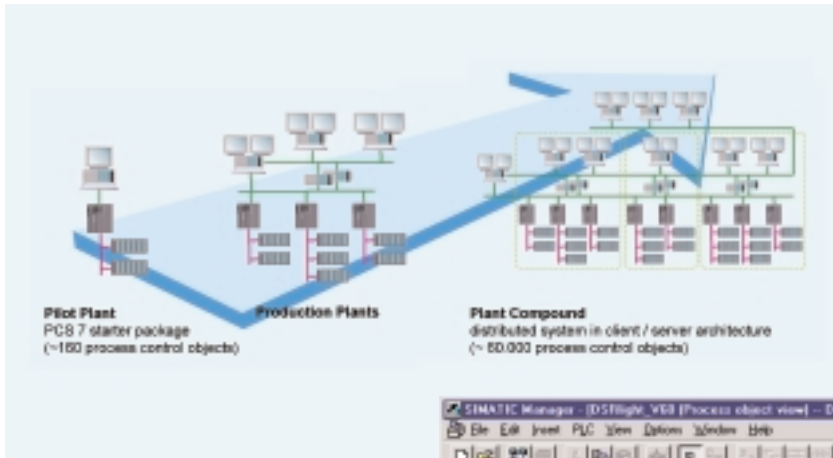 Pilot Plant
PCS 7 starter package
(~160 process control objects)
Production Plants
Plant Compound
distributed system in client / server architecture
(~ 60.000 process control objects)
SIMATIC Manager - [DSFlight_V60 (Process object view) -- D
File Edit Insert PLC View Options Window Help